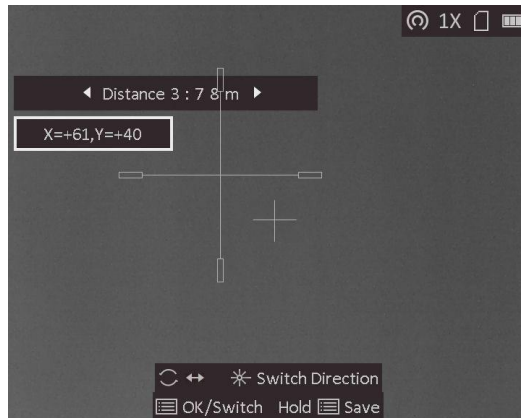 1X
Distance 3 : 7 8 m
X=+61,Y=+40
Switch Direction
OK/Switch Hold Save